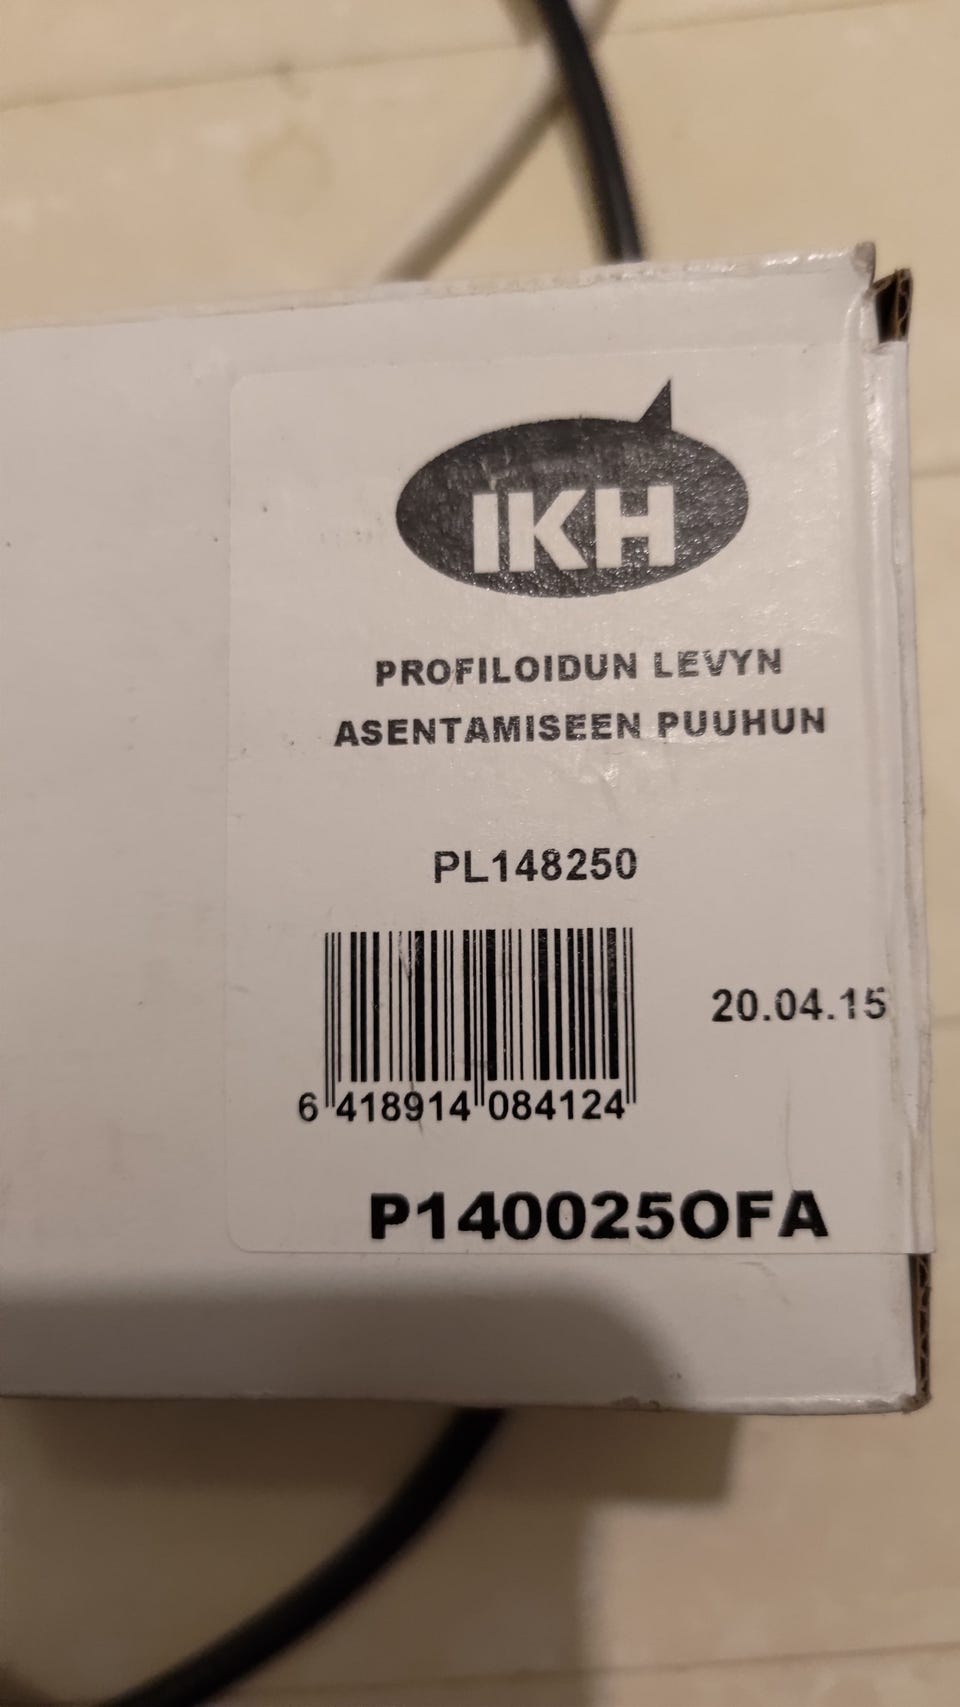 IKH
PROFILOIDUN LEVYN
ASENTAMISEEN PUUHUN
PL148250
20.04.15
6 418914 084124
P140025OFA